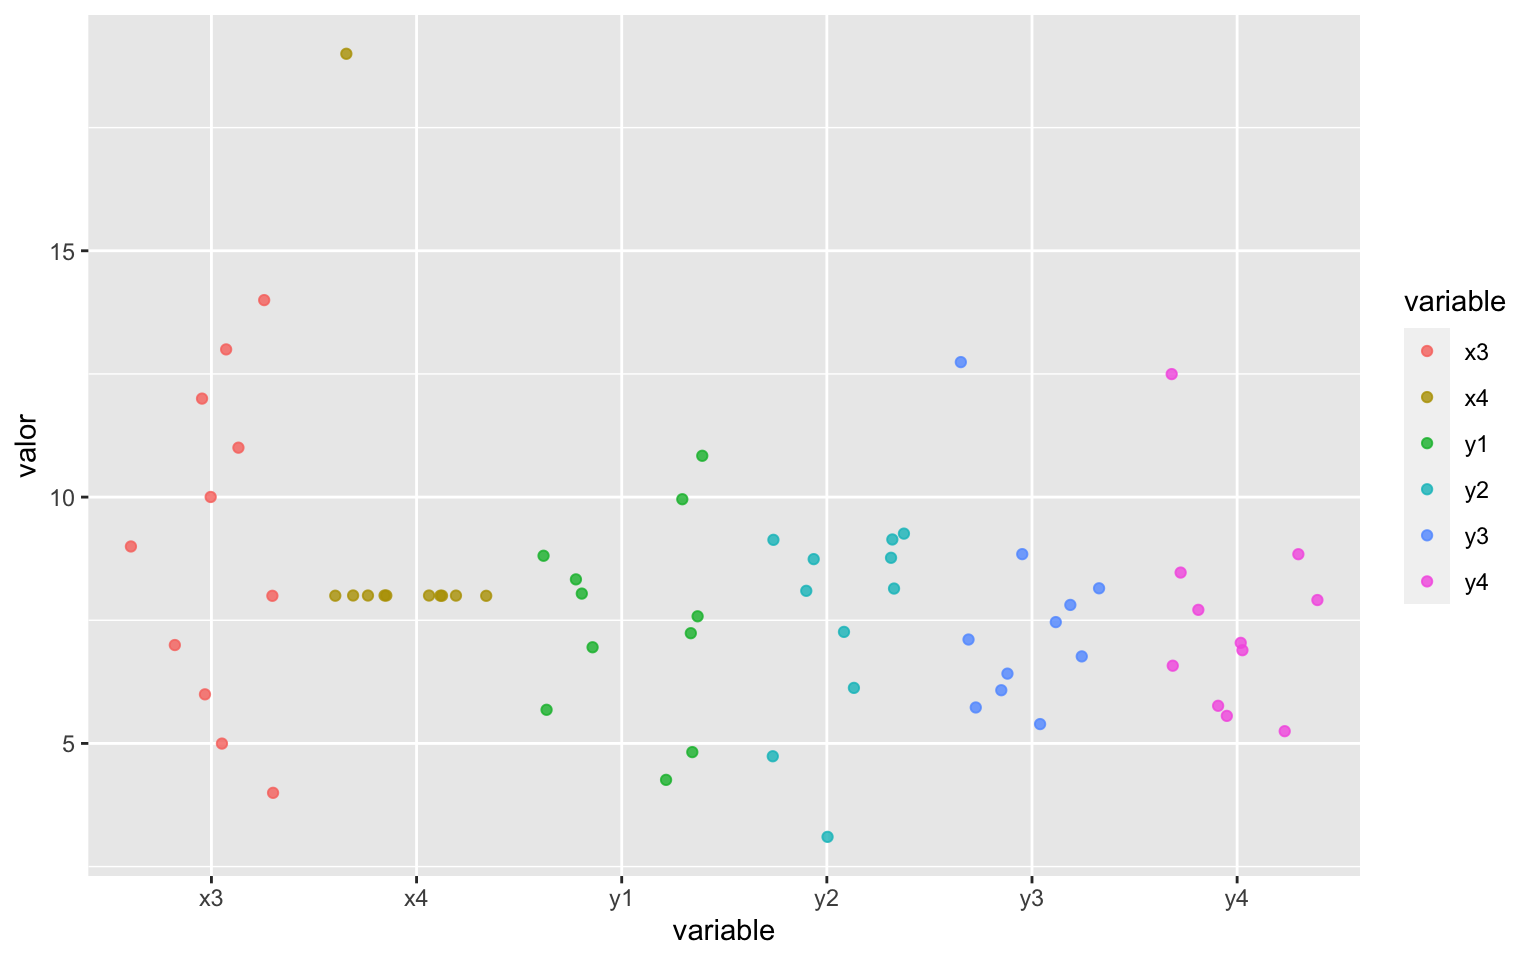 15
10
5
valor
x3 x4 y1 y2 y3 y4
variable
variable
x3
x4
y1
y2
y3
y4